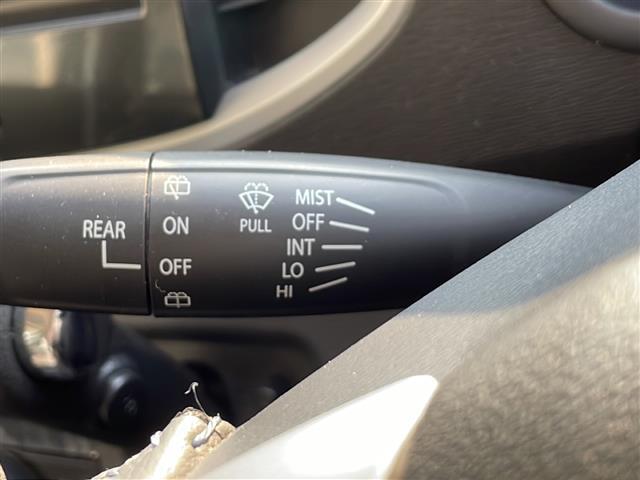 REAR
ON
OFF
PULL
MIST
OFF
INT
LO
HI